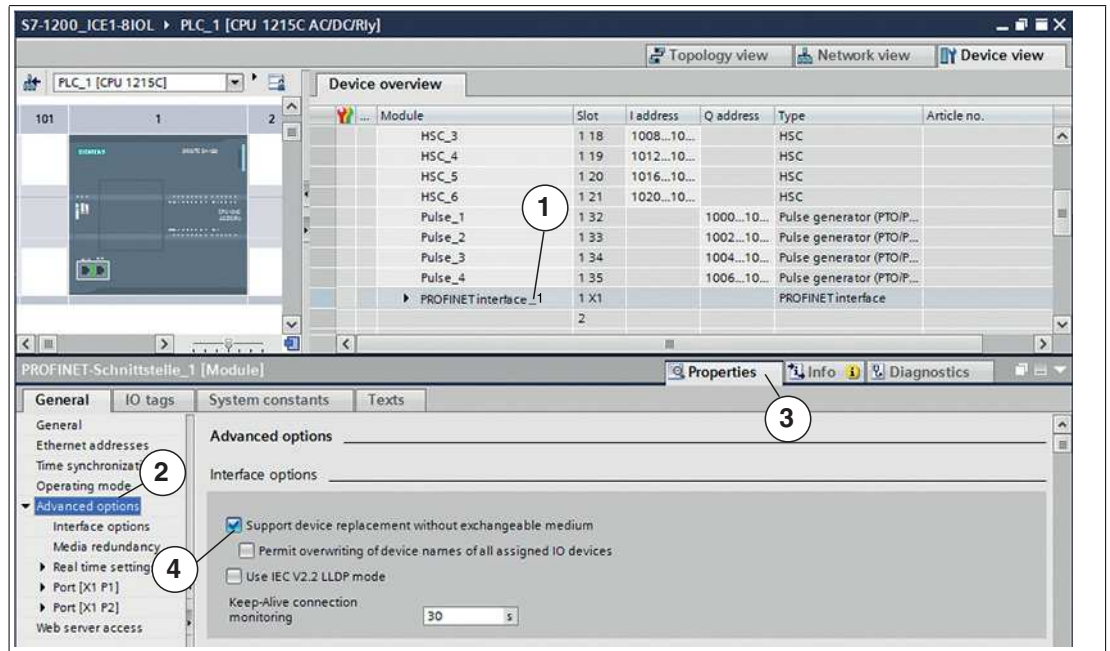 S7-1200_ICE1-8IOL ▸ PLC_1 [CPU 1215C AC/DC/Rly]
Topology view Network view Device view
PLC_1 [CPU 1215C]
Device overview
101 1 2
... Module Slot I address Q address Type Article no.
HSC_3 1 18 1008...10... HSC
HSC_4 1 19 1012...10... HSC
HSC_5 1 20 1016...10... HSC
HSC_6 1 21 1020...10... HSC
1
Pulse_1 1 32 1000...10... Pulse generator (PTO/P...
Pulse_2 1 33 1002...10... Pulse generator (PTO/P...
Pulse_3 1 34 1004...10... Pulse generator (PTO/P...
Pulse_4 1 35 1006...10... Pulse generator (PTO/P...
PROFINET interface_1 1 X1 PROFINET interface
2
SIEMENS
PROFINET-Schnittstelle_1 [Module]
Properties Info Diagnostics
3
General IO tags System constants Texts
General
Ethernet addresses
Time synchronizat
Operating mode
2
Advanced options
Interface options
Media redundancy
Real time setting
4
Port [X1 P1]
Port [X1 P2]
Web server access
Advanced options
Interface options
Support device replacement without exchangeable medium
Permit overwriting of device names of all assigned IO devices
Use IEC V2.2 LLDP mode
Keep-Alive connection
monitoring 30 s